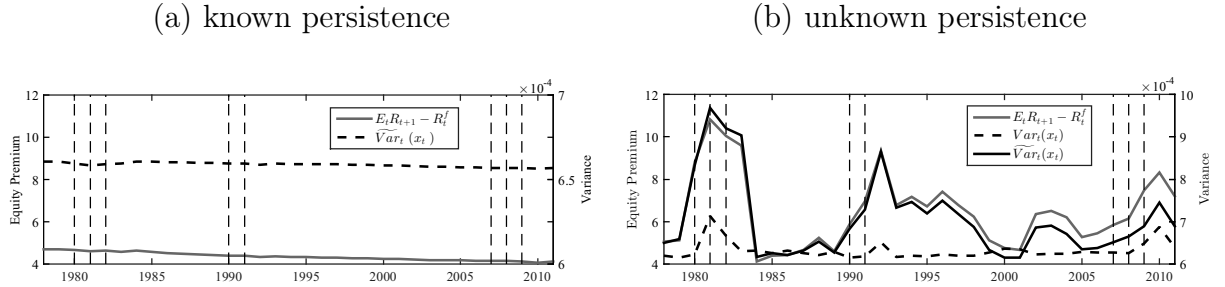 (a) known persistence
×10⁻⁴
12
10
8
6
4
Equity Premium
7
6.5
6
Variance
E_tR_{t+1} − R_t^f
\widetilde{Var}_t(x_t)
1980 1985 1990 1995 2000 2005 2010
(b) unknown persistence
×10⁻⁴
12
10
8
6
4
Equity Premium
10
9
8
7
6
Variance
E_tR_{t+1} − R_t^f
Var_t(x_t)
\widetilde{Var}_t(x_t)
1980 1985 1990 1995 2000 2005 2010